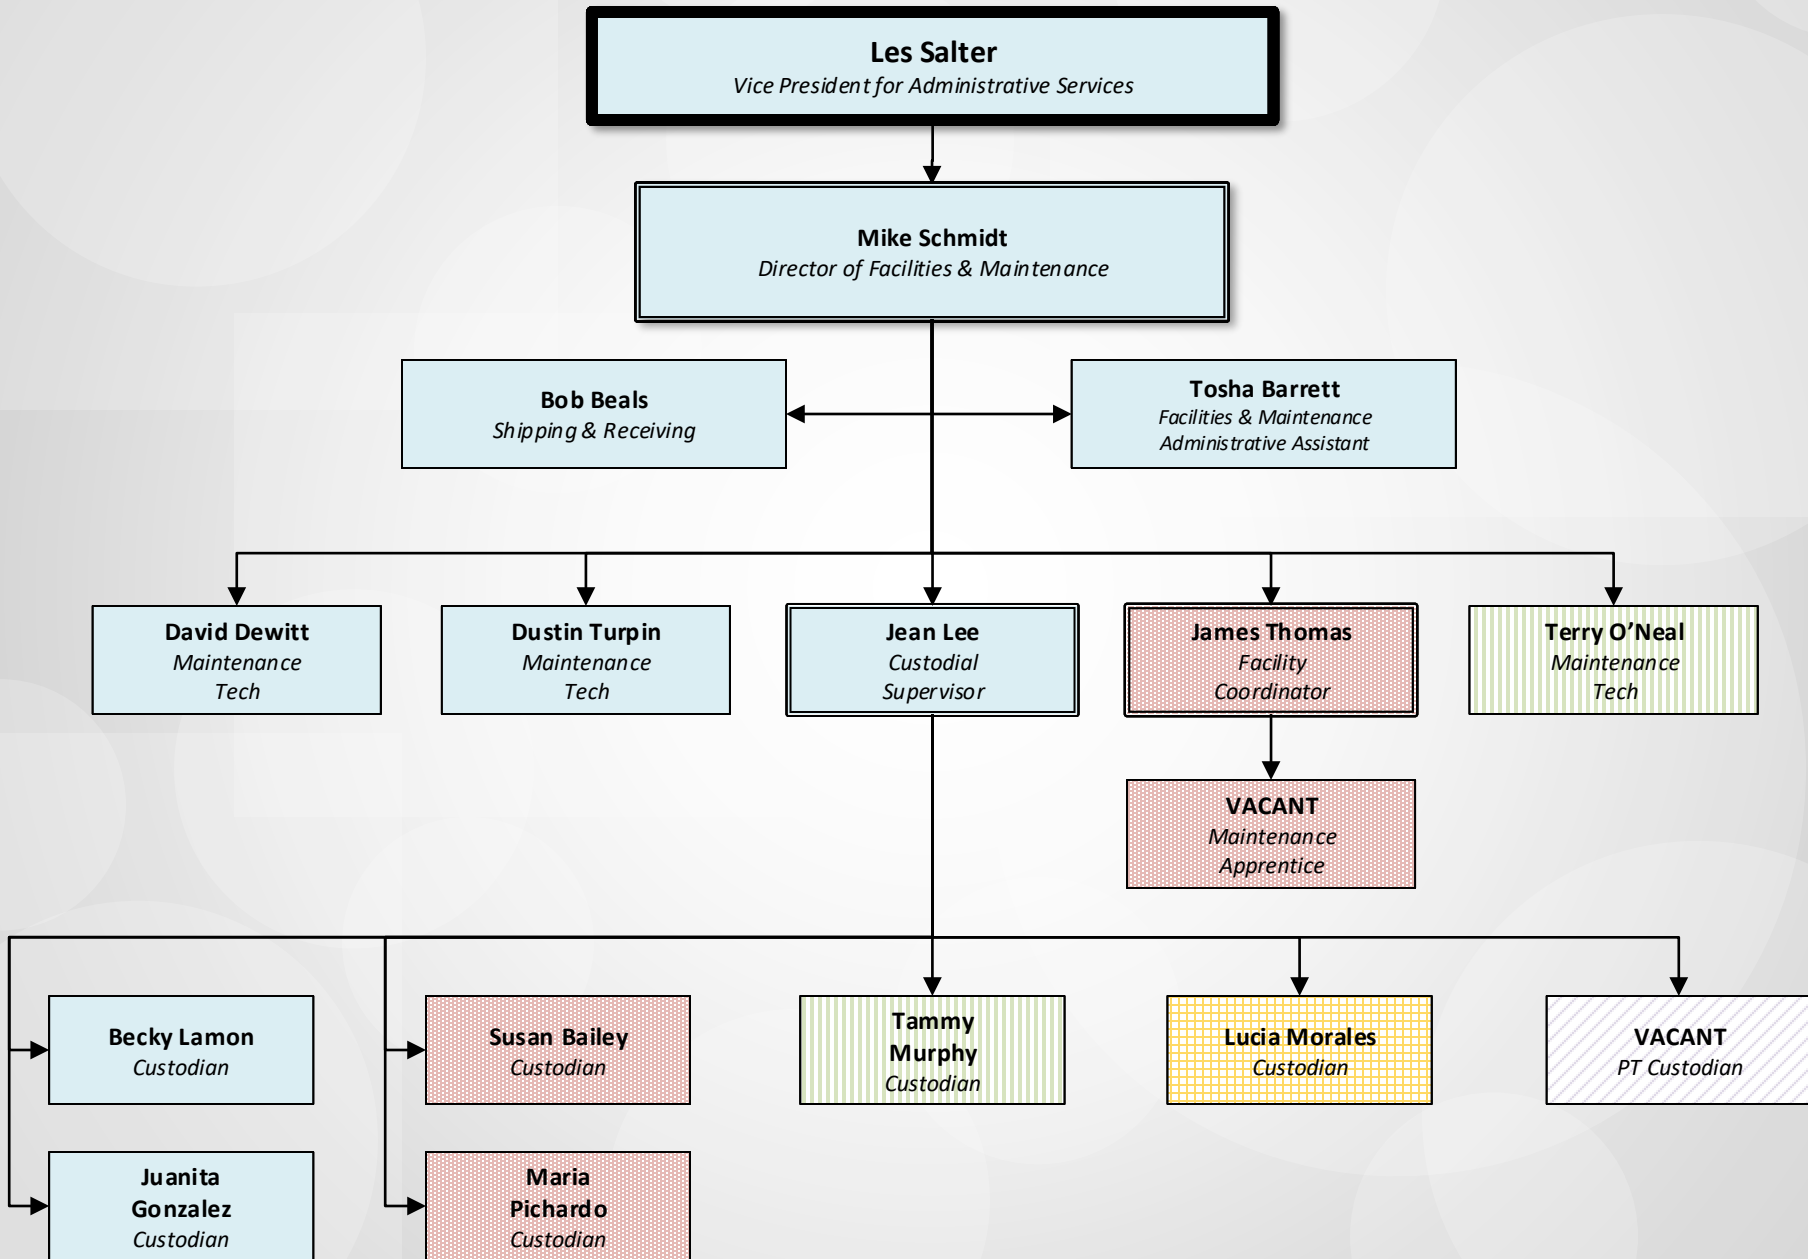 Les Salter
Vice President for Administrative Services
Mike Schmidt
Director of Facilities & Maintenance
Bob Beals
Shipping & Receiving
Tosha Barrett
Facilities & Maintenance
Administrative Assistant
David Dewitt
Maintenance
Tech
Dustin Turpin
Maintenance
Tech
Jean Lee
Custodial
Supervisor
James Thomas
Facility
Coordinator
Terry O’Neal
Maintenance
Tech
VACANT
Maintenance
Apprentice
Becky Lamon
Custodian
Susan Bailey
Custodian
Tammy
Murphy
Custodian
Lucia Morales
Custodian
VACANT
PT Custodian
Juanita
Gonzalez
Custodian
Maria
Pichardo
Custodian